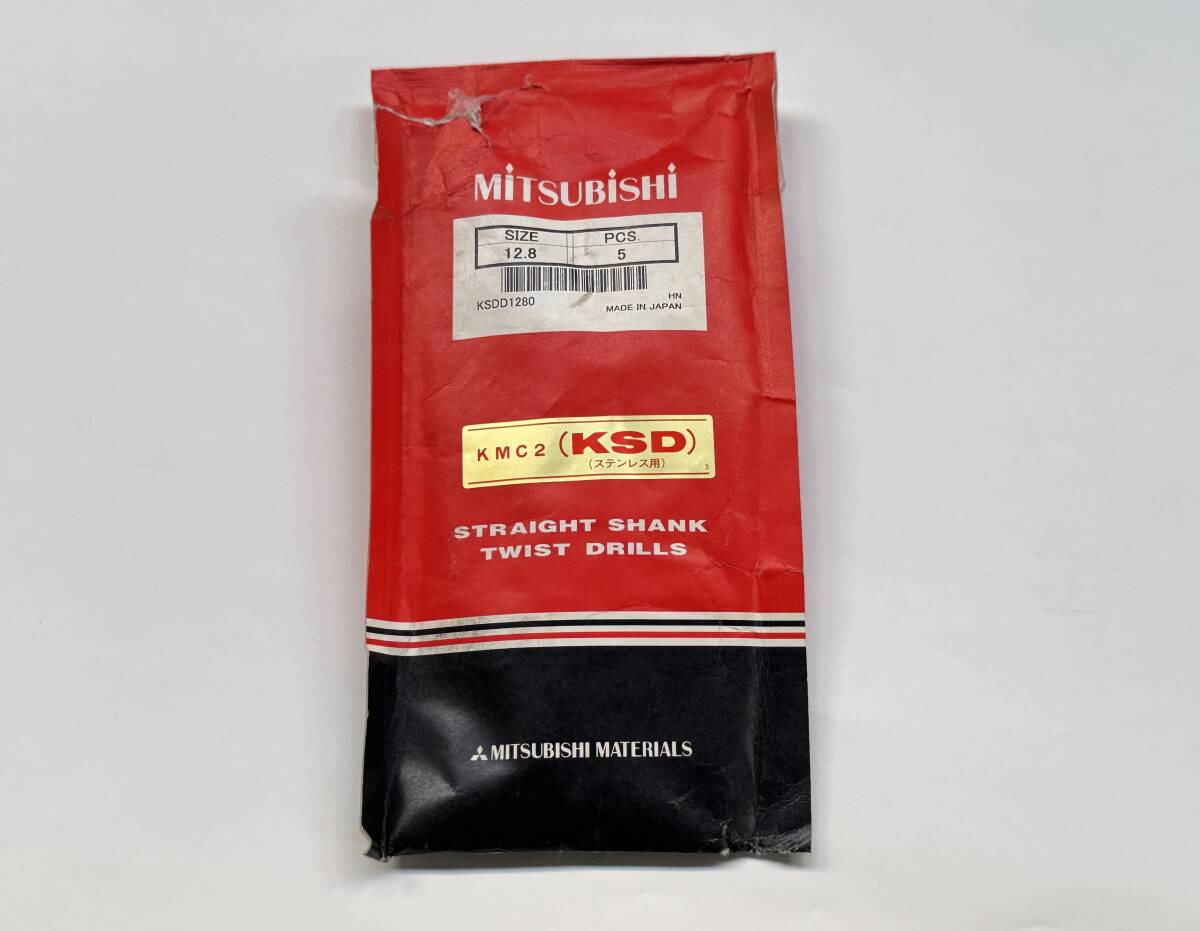 MiTSUBiSHi
SIZE PCS.
12.8 5
KSDD1280
HN
MADE IN JAPAN
KMC2 (KSD)
(ステンレス用)
3
STRAIGHT SHANK
TWIST DRILLS
MITSUBISHI MATERIALS